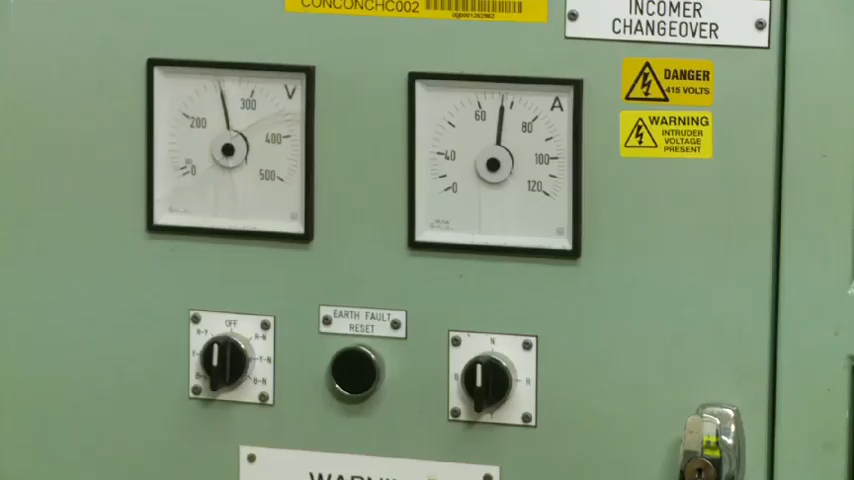 CONCONCHC002
INCOMER
CHANGEOVER
DANGER
415 VOLTS
WARNING
INTRUDER
VOLTAGE
PRESENT
V
0
200
300
400
500
A
0
40
60
80
100
120
EARTH FAULT
RESET
OFF
R-Y
R-N
Y-N
B-N
N
R
WARNING